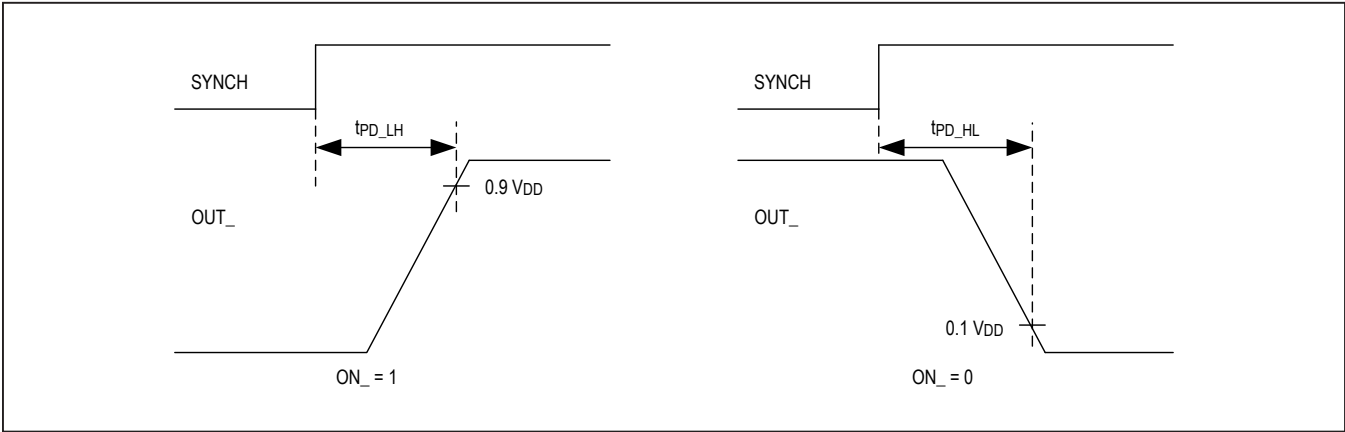 SYNCH
tPD_LH
0.9 VDD
OUT_
ON_ = 1
SYNCH
tPD_HL
OUT_
0.1 VDD
ON_ = 0